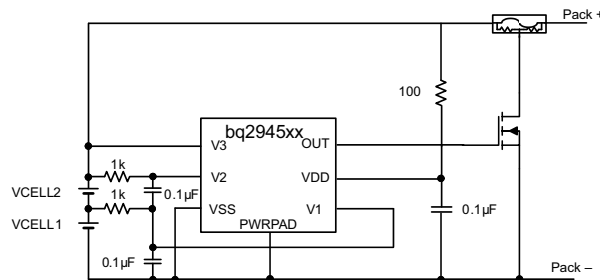 Pack +
100
bq2945xx
V3
OUT
1k
V2
VDD
VCELL2
0.1µF
1k
VSS
V1
0.1µF
VCELL1
PWRPAD
0.1µF
Pack –